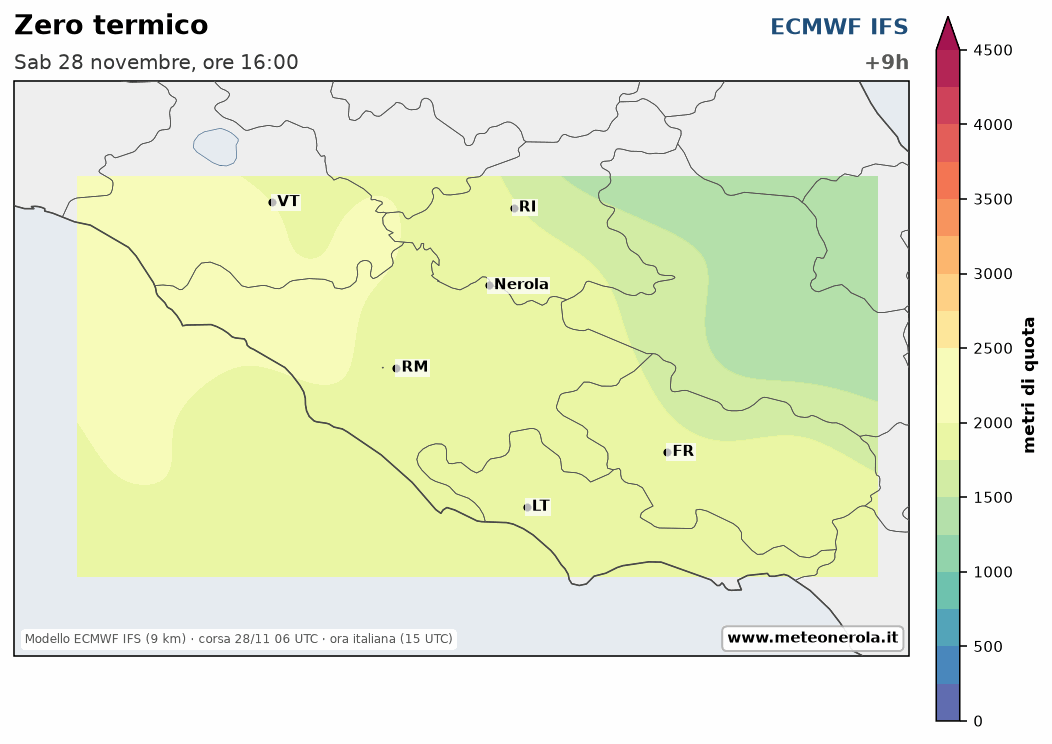 Zero termico
ECMWF IFS
Sab 28 novembre, ore 16:00
+9h
VT
RI
Nerola
RM
FR
LT
Modello ECMWF IFS (9 km) · corsa 28/11 06 UTC · ora italiana (15 UTC)
www.meteonerola.it
4500
4000
3500
3000
2500
2000
1500
1000
500
0
metri di quota